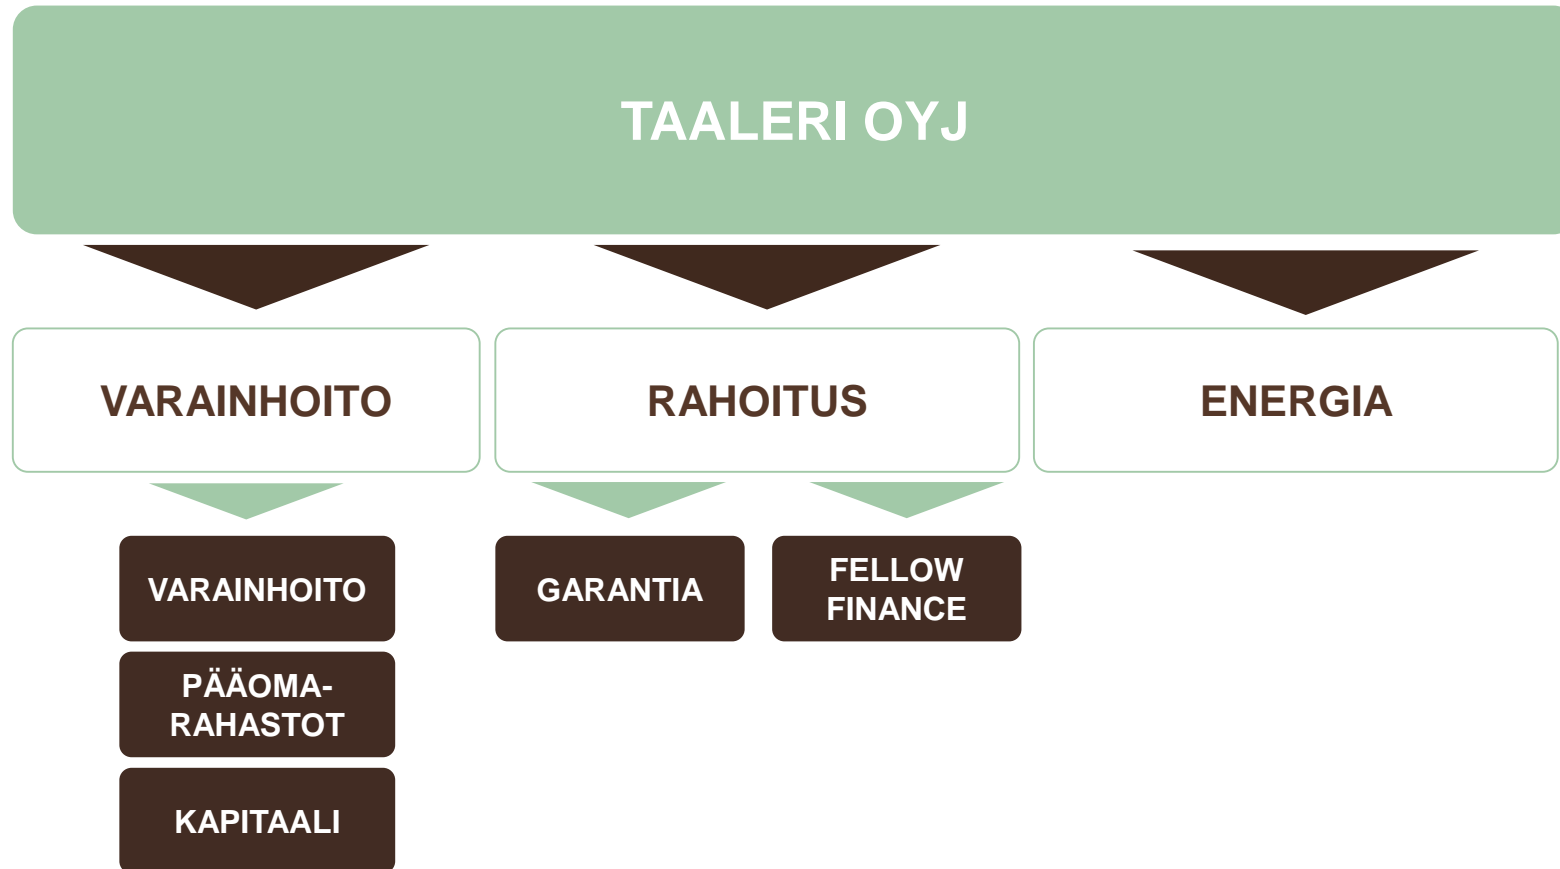 TAALERI OYJ
VARAINHOITO
RAHOITUS
ENERGIA
VARAINHOITO
PÄÄOMA-
RAHASTOT
KAPITAALI
GARANTIA
FELLOW
FINANCE